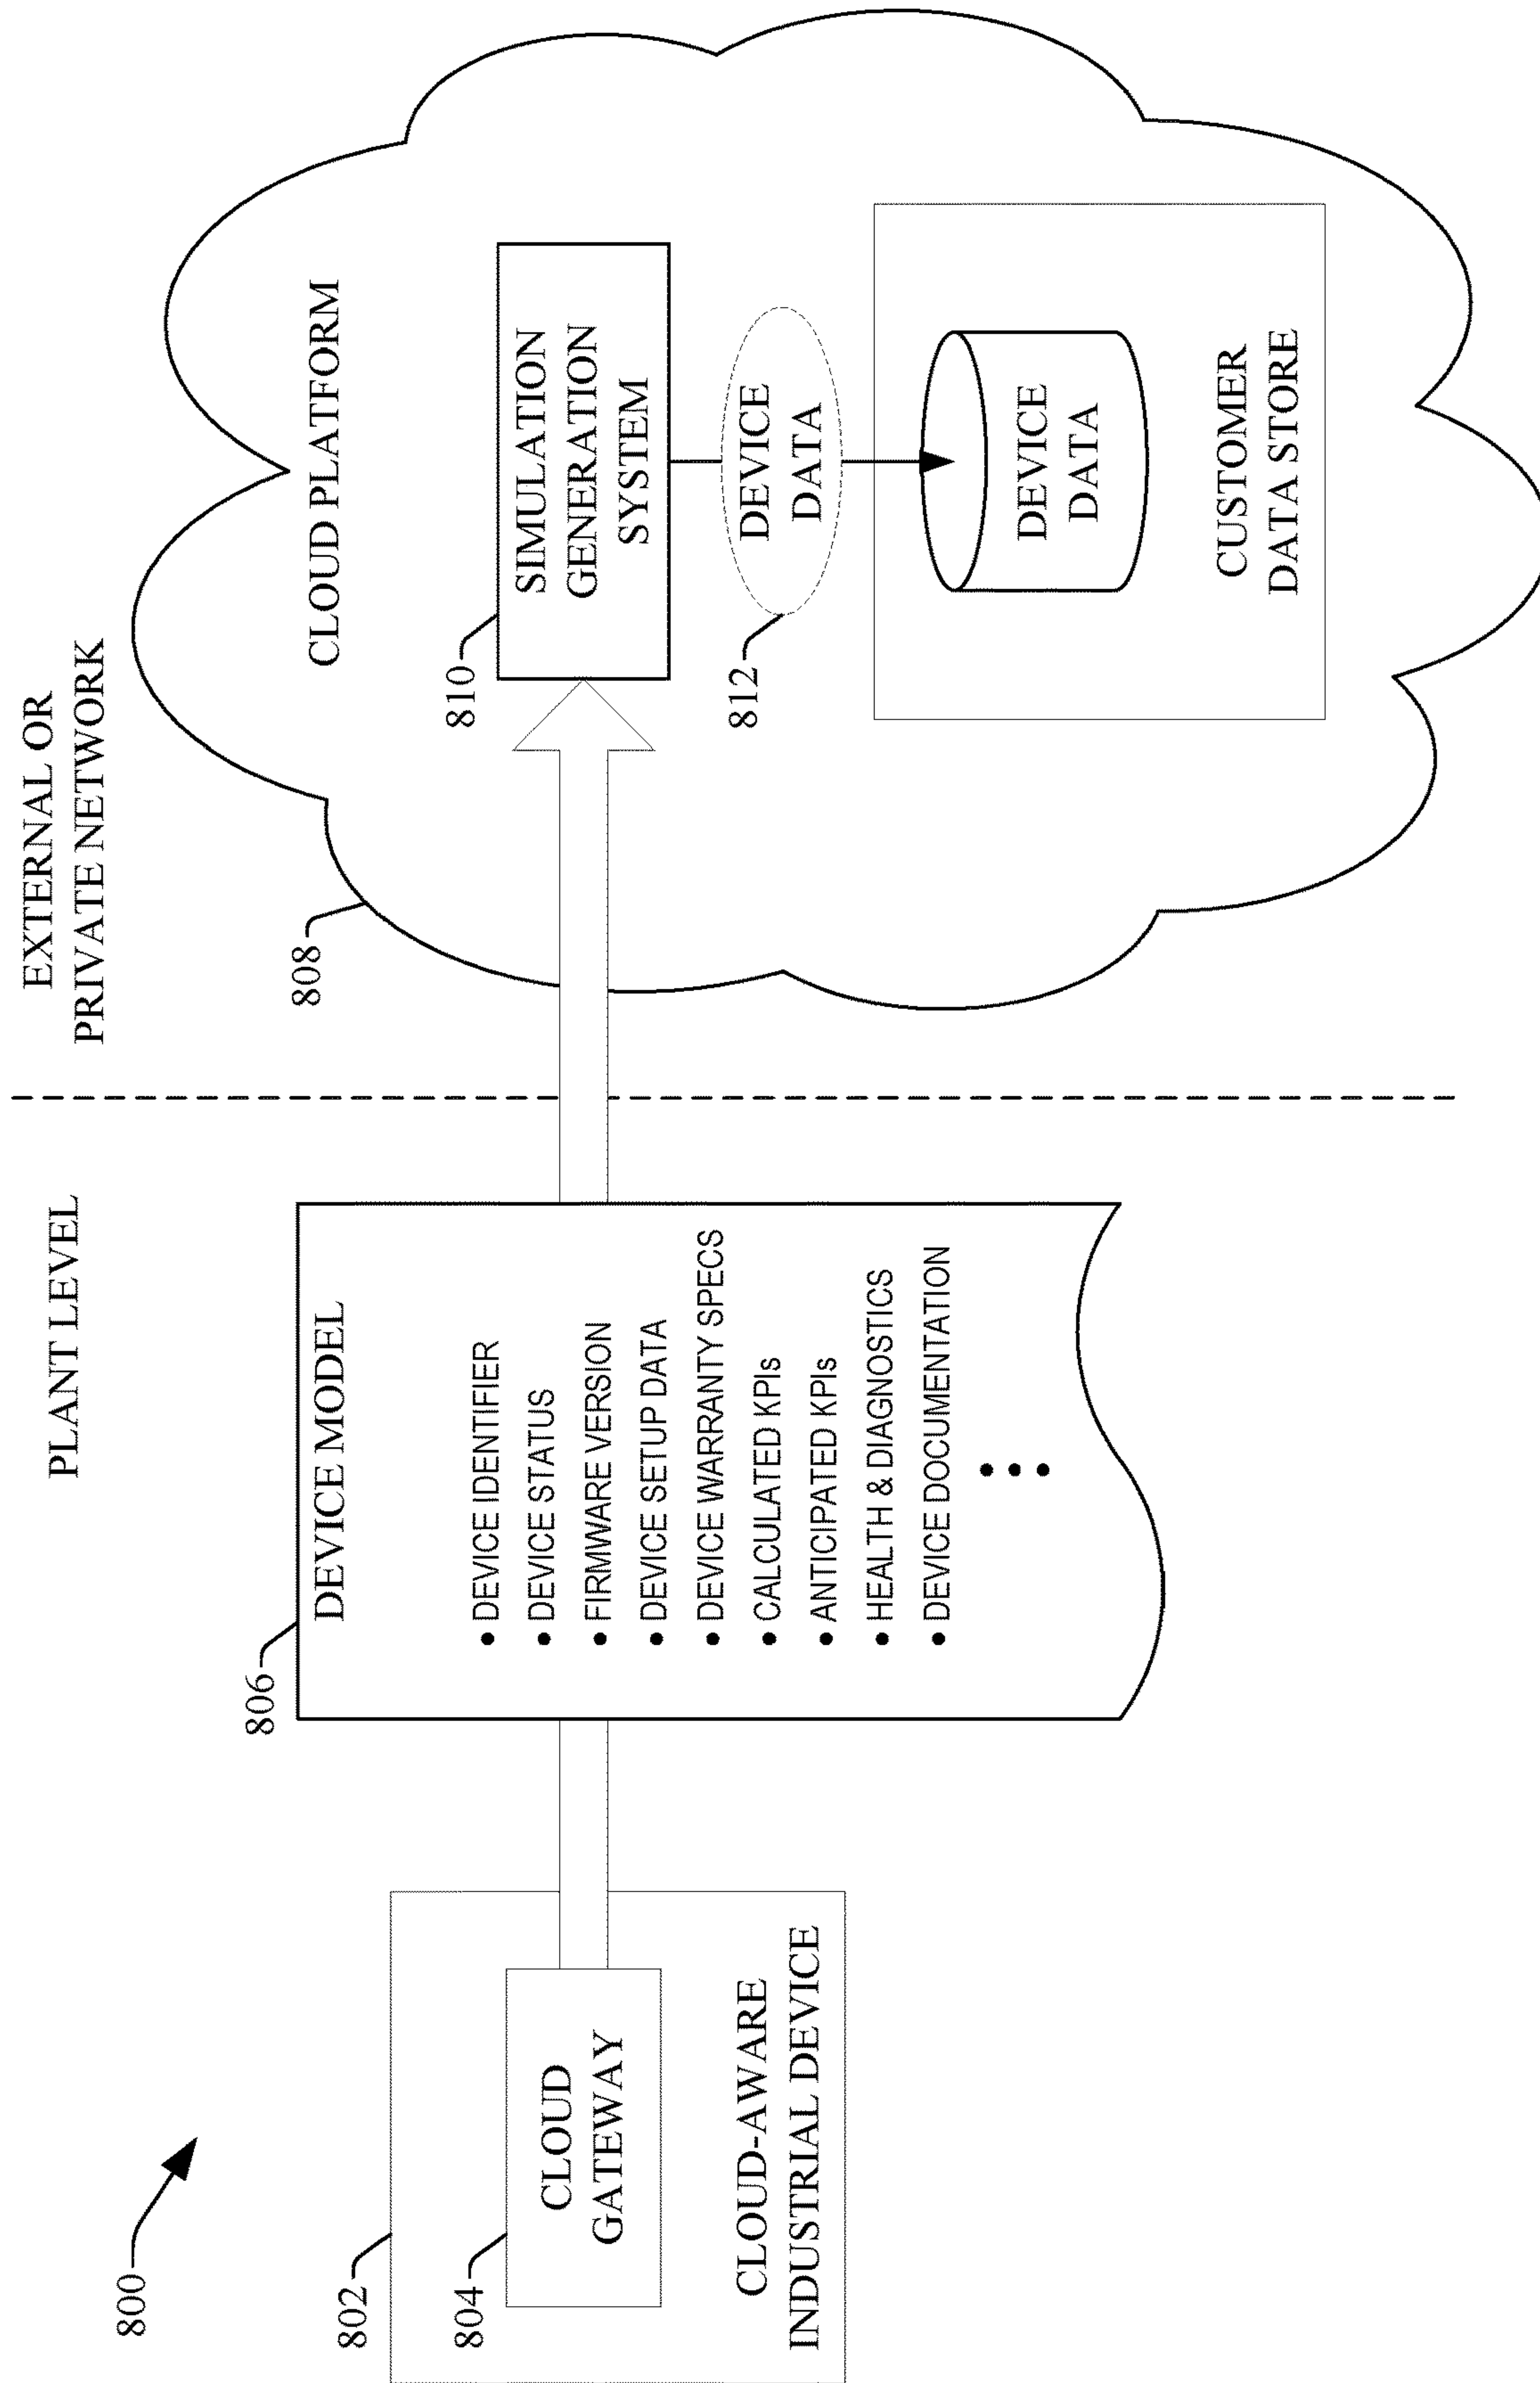 EXTERNAL OR
PRIVATE NETWORK
PLANT LEVEL
800
802
804
CLOUD
GATEWAY
CLOUD-AWARE
INDUSTRIAL DEVICE
806
DEVICE MODEL
• DEVICE IDENTIFIER
• DEVICE STATUS
• FIRMWARE VERSION
• DEVICE SETUP DATA
• DEVICE WARRANTY SPECS
• CALCULATED KPIs
• ANTICIPATED KPIs
• HEALTH & DIAGNOSTICS
• DEVICE DOCUMENTATION
• • •
808
CLOUD PLATFORM
810
SIMULATION
GENERATION
SYSTEM
812
DEVICE
DATA
DEVICE
DATA
CUSTOMER
DATA STORE